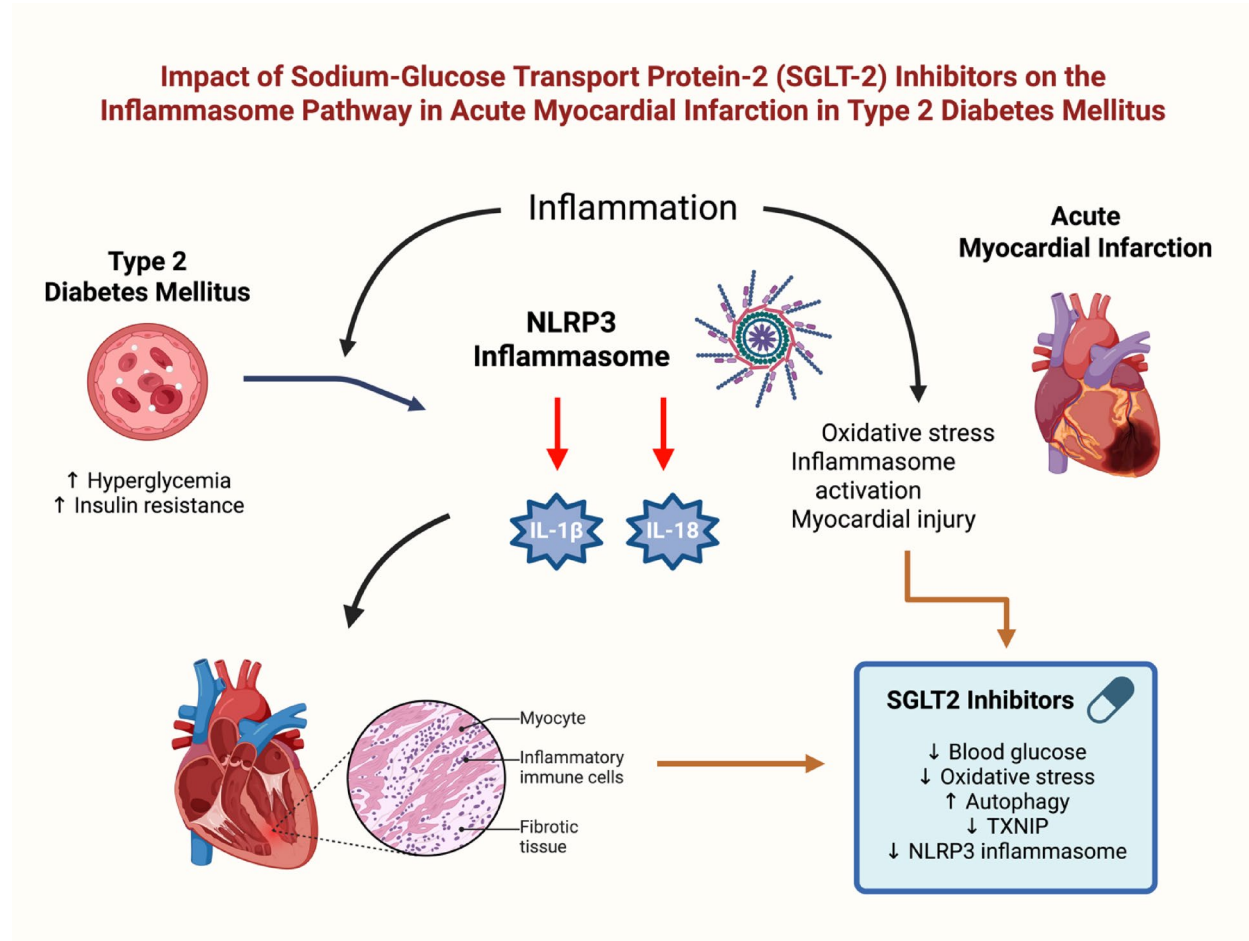 Impact of Sodium-Glucose Transport Protein-2 (SGLT-2) Inhibitors on the
Inflammasome Pathway in Acute Myocardial Infarction in Type 2 Diabetes Mellitus
Inflammation
Type 2
Diabetes Mellitus
↑ Hyperglycemia
↑ Insulin resistance
NLRP3
Inflammasome
IL-1β
IL-18
Acute
Myocardial Infarction
Oxidative stress
Inflammasome
activation
Myocardial injury
Myocyte
Inflammatory
immune cells
Fibrotic
tissue
SGLT2 Inhibitors
↓ Blood glucose
↓ Oxidative stress
↑ Autophagy
↓ TXNIP
↓ NLRP3 inflammasome